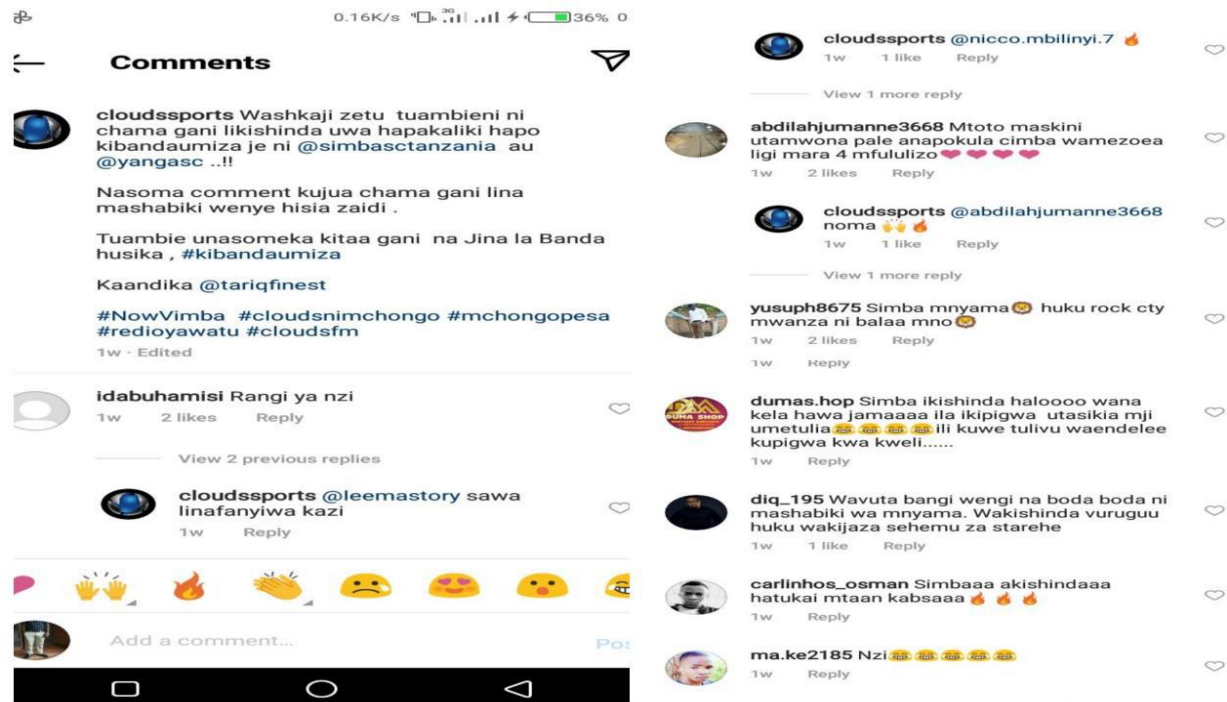 0.16K/s 3G 36% 0
Comments
cloudssports Washkaji zetu tuambieni ni
chama gani likishinda uwa hapakaliki hapo
kibandaumiza je ni @simbasctanzania au
@yangasc ..!!
Nasoma comment kujua chama gani lina
mashabiki wenye hisia zaidi .
Tuambie unasomeka kitaa gani na Jina la Banda
husika , #kibandaumiza
Kaandika @tariqfinest
#NowVimba #cloudsnimchongo #mchongopesa
#redioyawatu #cloudsfm
1w · Edited
idabuhamisi Rangi ya nzi
1w 2 likes Reply
View 2 previous replies
cloudssports @leemastory sawa
linafanyiwa kazi
1w Reply
🙌 🔥 👏 😢 😍 😮 😂
Add a comment...
Pos
cloudssports @nicco.mbilinyi.7 🔥
1w 1 like Reply
View 1 more reply
abdilahjumanne3668 Mtoto maskini
utamwona pale anapokula cimba wamezoea
ligi mara 4 mfululizo❤❤❤❤
1w 2 likes Reply
cloudssports @abdilahjumanne3668
noma 🙌🔥
1w 1 like Reply
View 1 more reply
yusuph8675 Simba mnyama🦁 huku rock cty
mwanza ni balaa mno🦁
1w 2 likes Reply
1w Reply
DUMA SHOP
dumas.hop Simba ikishinda haloooo wana
kela hawa jamaaaa ila ikipigwa utasikia mji
umetulia😂😂😂😂ili kuwe tulivu waendelee
kupigwa kwa kweli......
1w Reply
diq_195 Wavuta bangi wengi na boda boda ni
mashabiki wa mnyama. Wakishinda vuruguu
huku wakijaza sehemu za starehe
1w 1 like Reply
carlinhos_osman Simbaaa akishindaaa
hatukai mtaan kabsaaa🔥🔥🔥
1w Reply
ma.ke2185 Nzi😂😂😂😂😂
1w Reply